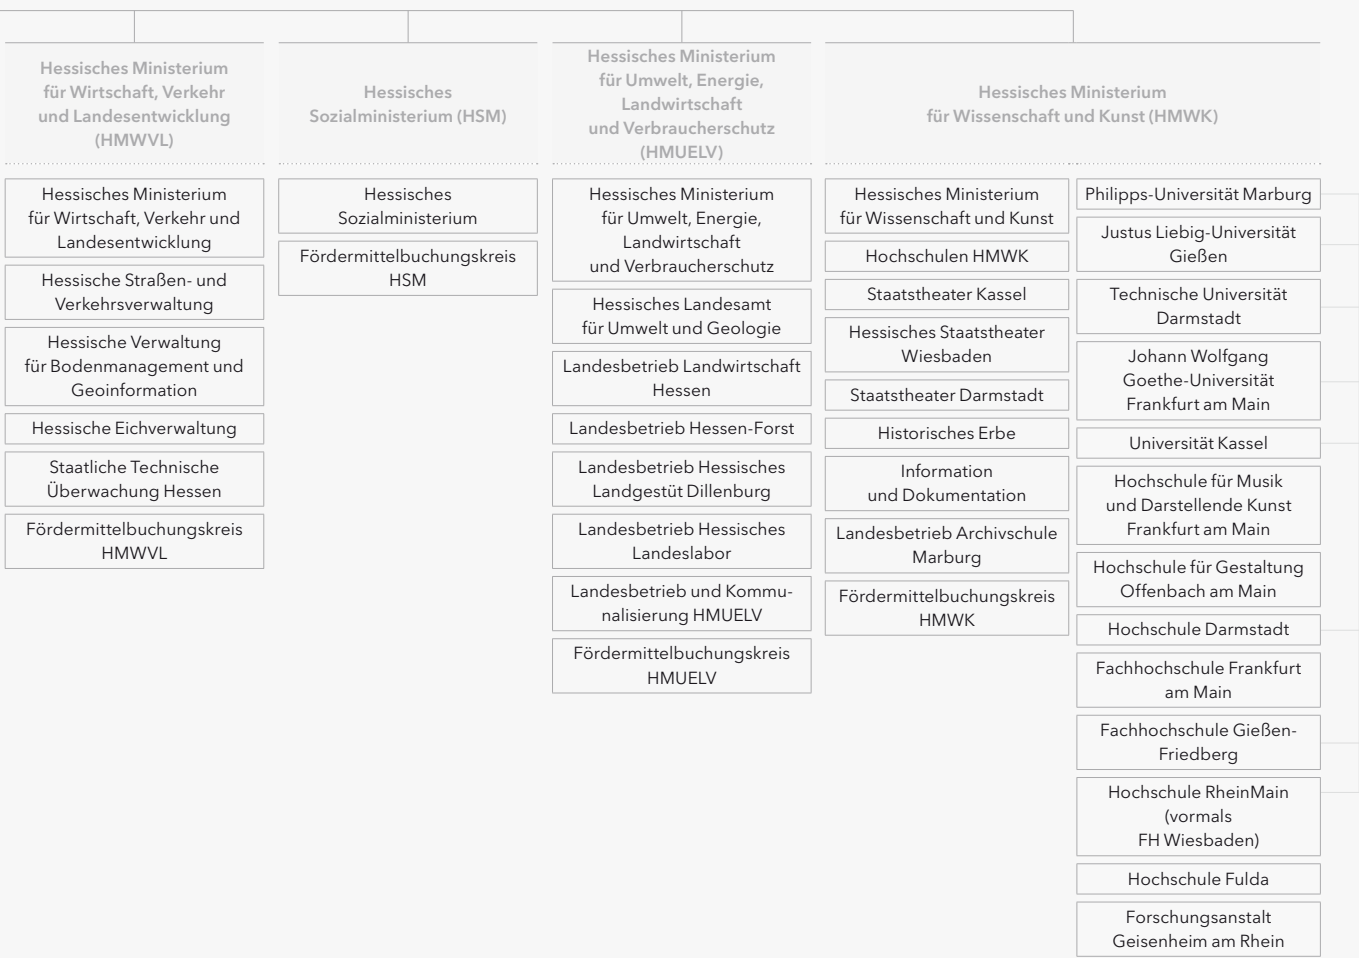 Hessisches Ministerium
für Wirtschaft, Verkehr
und Landesentwicklung
(HMWVL)
Hessisches Ministerium
für Wirtschaft, Verkehr und
Landesentwicklung
Hessische Straßen- und
Verkehrsverwaltung
Hessische Verwaltung
für Bodenmanagement und
Geoinformation
Hessische Eichverwaltung
Staatliche Technische
Überwachung Hessen
Fördermittelbuchungskreis
HMWVL
Hessisches
Sozialministerium (HSM)
Hessisches
Sozialministerium
Fördermittelbuchungskreis
HSM
Hessisches Ministerium
für Umwelt, Energie,
Landwirtschaft
und Verbraucherschutz
(HMUELV)
Hessisches Ministerium
für Umwelt, Energie,
Landwirtschaft
und Verbraucherschutz
Hessisches Landesamt
für Umwelt und Geologie
Landesbetrieb Landwirtschaft
Hessen
Landesbetrieb Hessen-Forst
Landesbetrieb Hessisches
Landgestüt Dillenburg
Landesbetrieb Hessisches
Landeslabor
Landesbetrieb und Kommu-
nalisierung HMUELV
Fördermittelbuchungskreis
HMUELV
Hessisches Ministerium
für Wissenschaft und Kunst (HMWK)
Hessisches Ministerium
für Wissenschaft und Kunst
Hochschulen HMWK
Staatstheater Kassel
Hessisches Staatstheater
Wiesbaden
Staatstheater Darmstadt
Historisches Erbe
Information
und Dokumentation
Landesbetrieb Archivschule
Marburg
Fördermittelbuchungskreis
HMWK
Philipps-Universität Marburg
Justus Liebig-Universität
Gießen
Technische Universität
Darmstadt
Johann Wolfgang
Goethe-Universität
Frankfurt am Main
Universität Kassel
Hochschule für Musik
und Darstellende Kunst
Frankfurt am Main
Hochschule für Gestaltung
Offenbach am Main
Hochschule Darmstadt
Fachhochschule Frankfurt
am Main
Fachhochschule Gießen-
Friedberg
Hochschule RheinMain
(vormals
FH Wiesbaden)
Hochschule Fulda
Forschungsanstalt
Geisenheim am Rhein